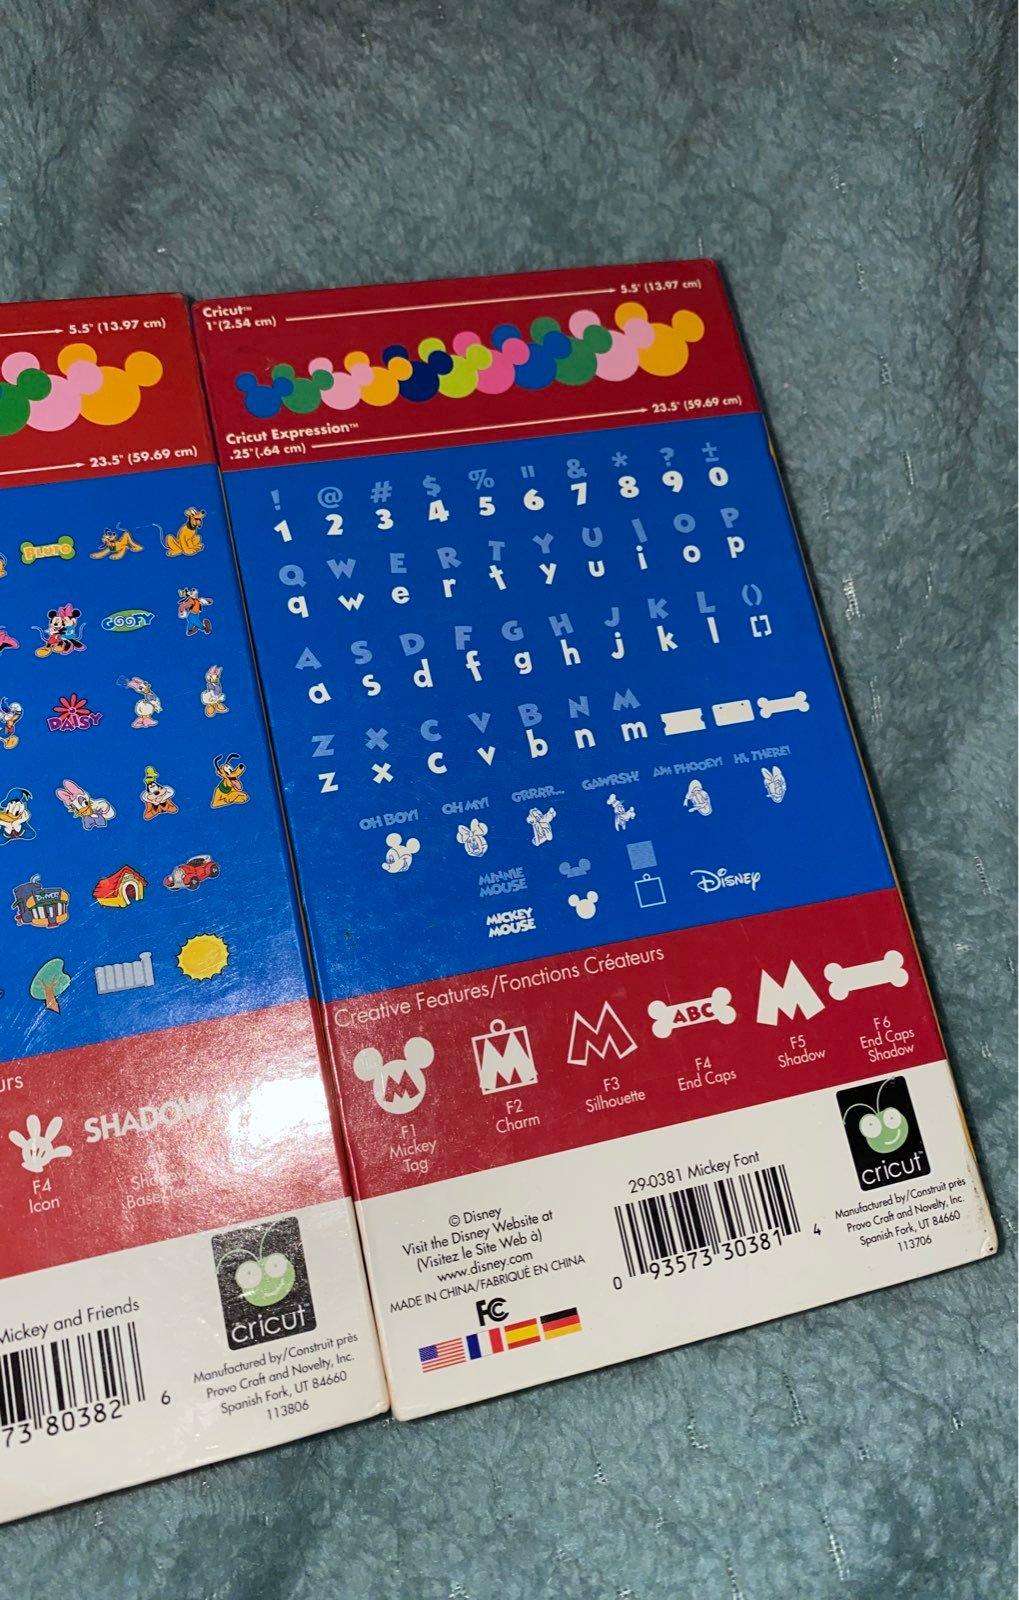 5.5" (13.97 cm)
23.5" (59.69 cm)
PLUTO
GOOFY
DAISY
urs
SHADOW
F4
Icon
Mickey and Friends
73 80382 6
cricut
Manufactured by/Construit près
Provo Craft and Novelty, Inc.
Spanish Fork, UT 84660
113806
Cricut™
1"(2.54 cm)
5.5" (13.97 cm)
Cricut Expression™
.25"(.64 cm)
23.5" (59.69 cm)
! @ # $ % " & * ? ±
1 2 3 4 5 6 7 8 9 0
Q W E R T Y U I O P
q w e r t y u i o p
A S D F G H J K L ()
a s d f g h j k l []
Z X C V B N M
z x c v b n m
OH BOY! OH MY! GRRRR... GAWRSH! AH PHOOEY! HI, THERE!
MINNIE
MOUSE
MICKEY
MOUSE
DISNEY
Creative Features/Fonctions Créateurs
M M M ABC M
F1
Mickey
Tag
F2
Charm
F3
Silhouette
F4
End Caps
F5
Shadow
F6
End Caps
Shadow
© Disney
Visit the Disney Website at
(Visitez le Site Web à)
www.disney.com
MADE IN CHINA/FABRIQUÉ EN CHINA
FC
29-0381 Mickey Font
0 93573 30381 4
cricut™
Manufactured by/Construit près
Provo Craft and Novelty, Inc.
Spanish Fork, UT 84660
113706